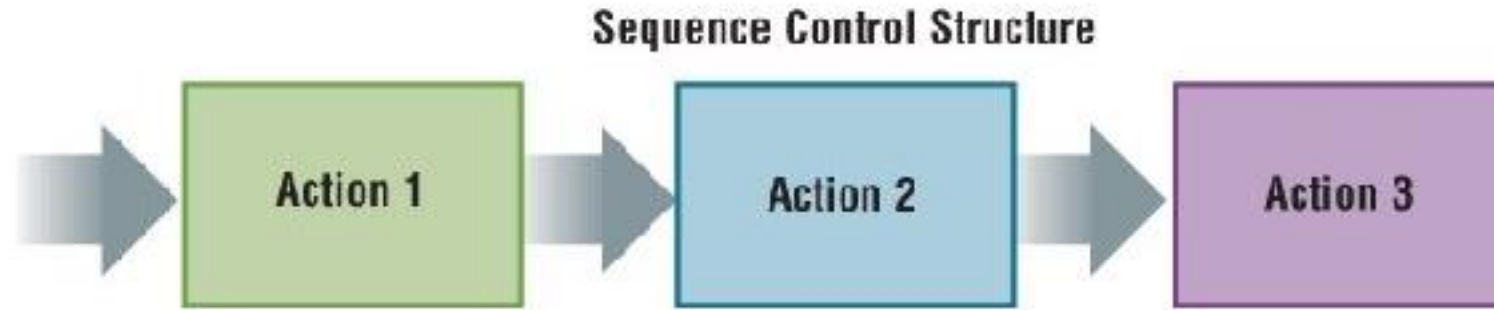 Sequence Control Structure
Action 1
Action 2
Action 3